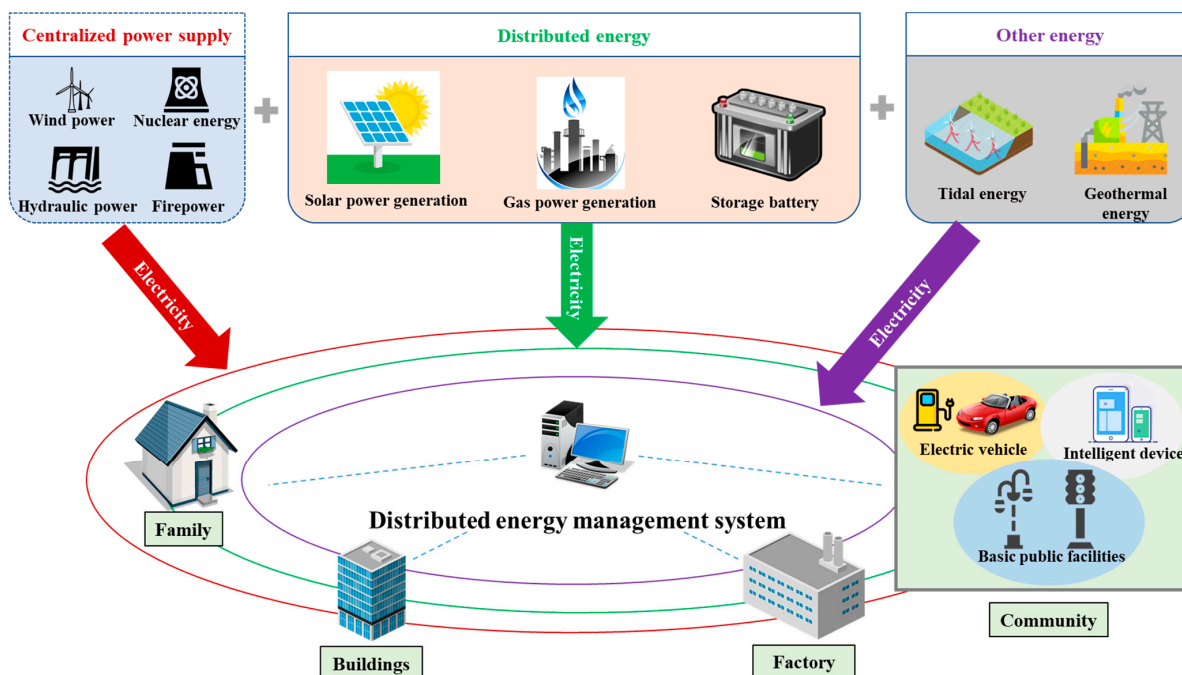 Centralized power supply
Distributed energy
Other energy
Wind power
Nuclear energy
Hydraulic power
Firepower
Solar power generation
Gas power generation
Storage battery
Tidal energy
Geothermal
energy
Electricity
Electricity
Electricity
Electric vehicle
Intelligent device
Basic public facilities
Distributed energy management system
Family
Buildings
Factory
Community